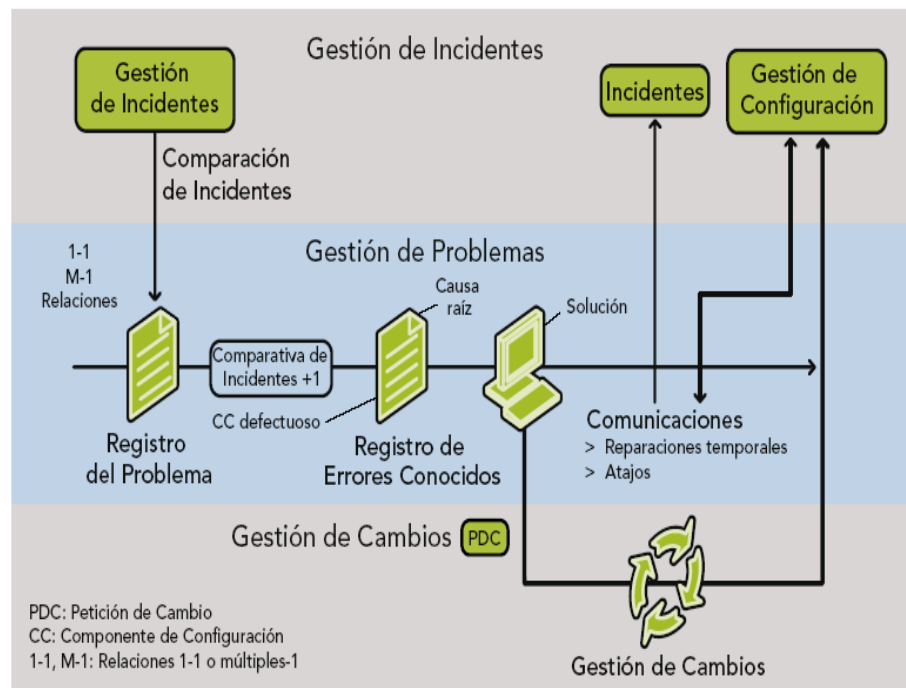 Gestión de Incidentes
Gestión
de Incidentes
Incidentes
Gestión de
Configuración
Comparación
de Incidentes
Gestión de Problemas
1-1
M-1
Relaciones
Causa
raíz
Solución
Comparativa de
Incidentes +1
CC defectuoso
Registro
del Problema
Registro de
Errores Conocidos
Comunicaciones
> Reparaciones temporales
> Atajos
Gestión de Cambios PDC
PDC: Petición de Cambio
CC: Componente de Configuración
1-1, M-1: Relaciones 1-1 o múltiples-1
Gestión de Cambios